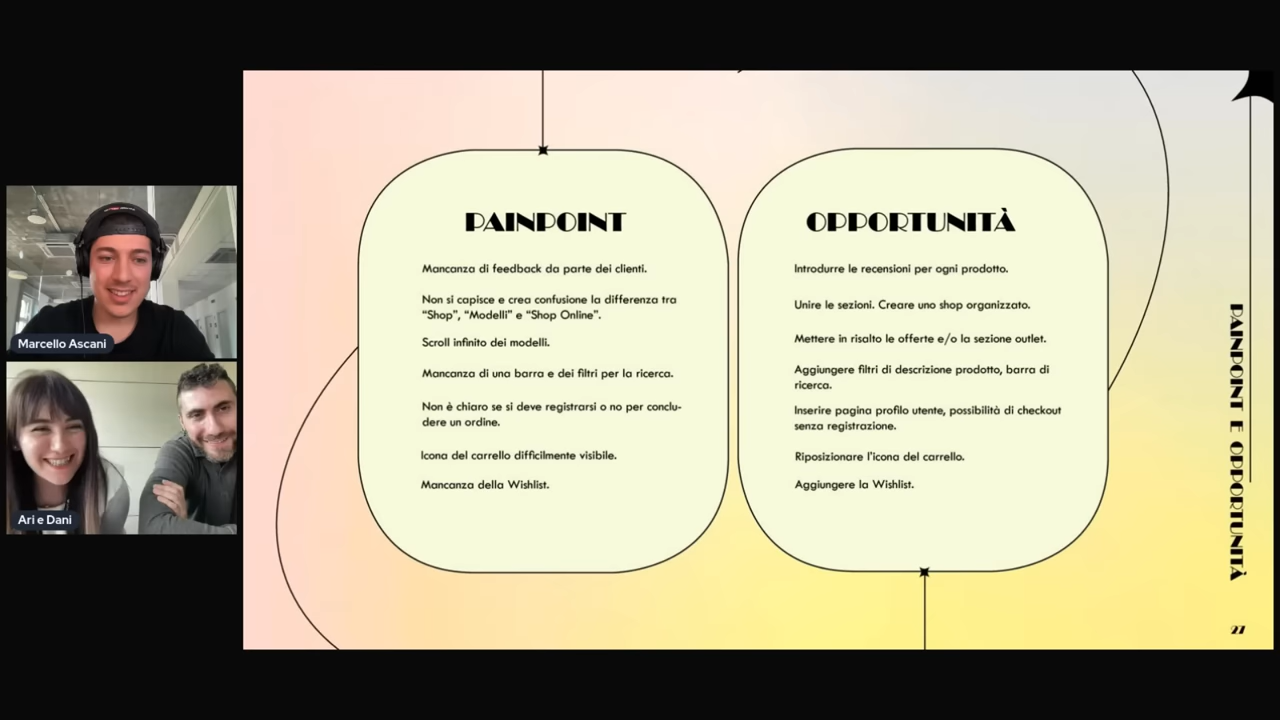 Marcello Ascani
Ari e Dani
PAINPOINT
Mancanza di feedback da parte dei clienti.
Non si capisce e crea confusione la differenza tra
“Shop”, “Modelli” e “Shop Online”.
Scroll infinito dei modelli.
Mancanza di una barra e dei filtri per la ricerca.
Non è chiaro se si deve registrarsi o no per conclu-
dere un ordine.
Icona del carrello difficilmente visibile.
Mancanza della Wishlist.
OPPORTUNITÀ
Introdurre le recensioni per ogni prodotto.
Unire le sezioni. Creare uno shop organizzato.
Mettere in risalto le offerte e/o la sezione outlet.
Aggiungere filtri di descrizione prodotto, barra di
ricerca.
Inserire pagina profilo utente, possibilità di checkout
senza registrazione.
Riposizionare l'icona del carrello.
Aggiungere la Wishlist.
PAINPOINT E OPPORTUNITÀ
27